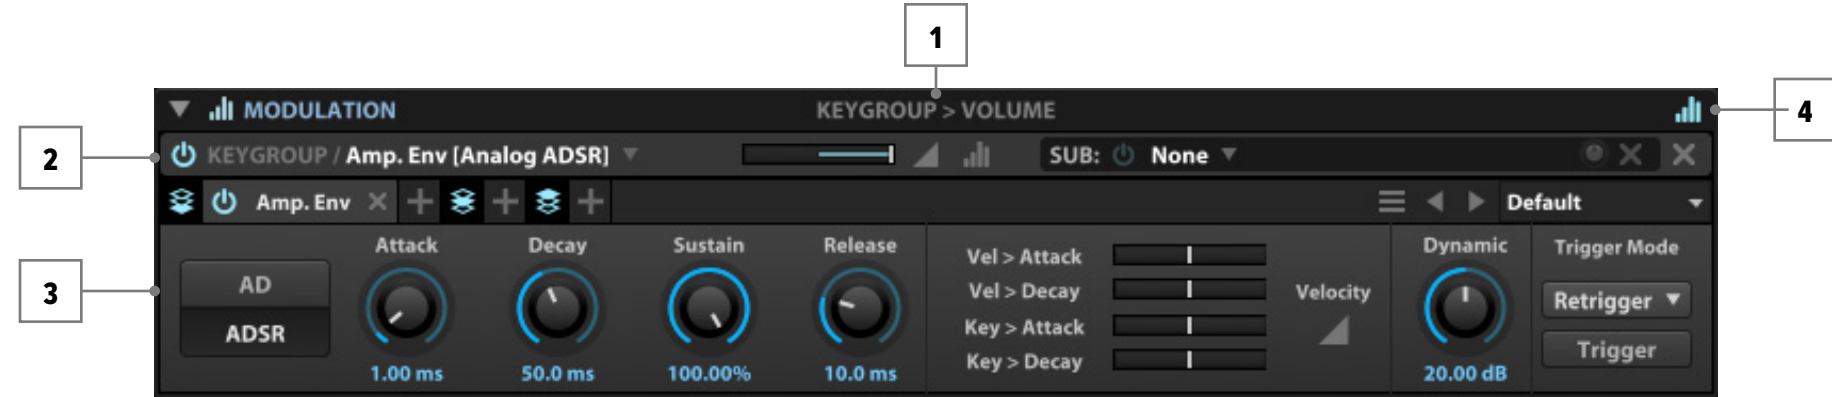 1
MODULATION KEYGROUP > VOLUME 4
2 KEYGROUP / Amp. Env [Analog ADSR] SUB: None
Amp. Env Default
Attack Decay Sustain Release Dynamic Trigger Mode
Vel > Attack
3 AD Vel > Decay Velocity Retrigger
ADSR Key > Attack
Key > Decay Trigger
1.00 ms 50.0 ms 100.00% 10.0 ms 20.00 dB